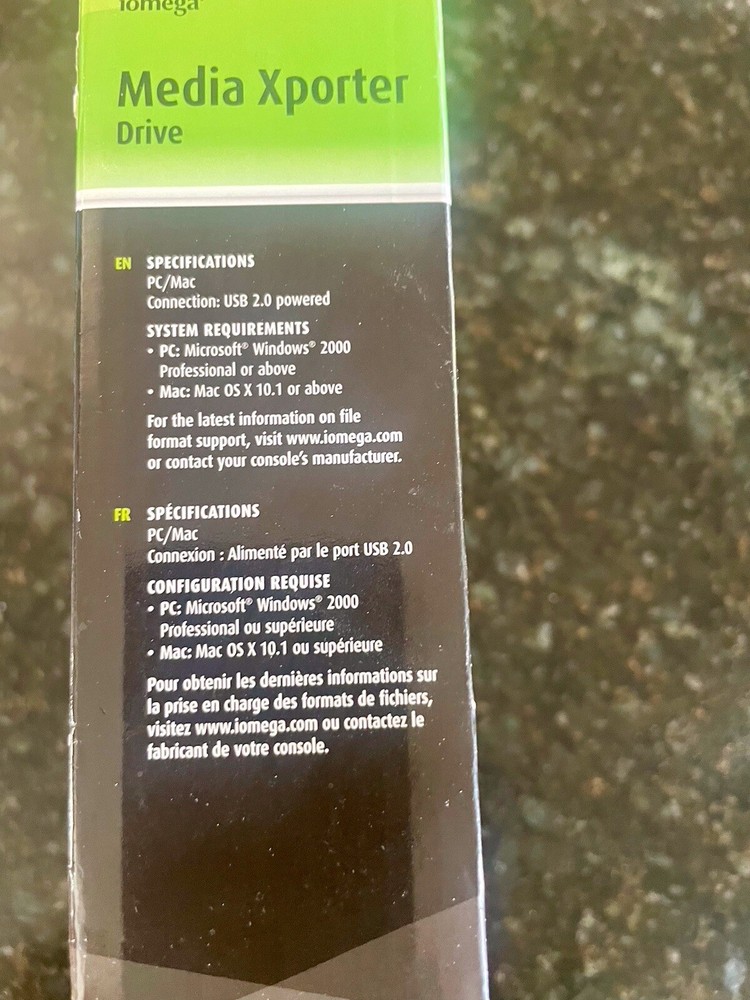 iomega
Media Xporter
Drive
EN SPECIFICATIONS
PC/Mac
Connection: USB 2.0 powered
SYSTEM REQUIREMENTS
• PC: Microsoft® Windows® 2000
Professional or above
• Mac: Mac OS X 10.1 or above
For the latest information on file
format support, visit www.iomega.com
or contact your console's manufacturer.
FR SPÉCIFICATIONS
PC/Mac
Connexion : Alimenté par le port USB 2.0
CONFIGURATION REQUISE
• PC: Microsoft® Windows® 2000
Professional ou supérieure
• Mac: Mac OS X 10.1 ou supérieure
Pour obtenir les dernières informations sur
la prise en charge des formats de fichiers,
visitez www.iomega.com ou contactez le
fabricant de votre console.